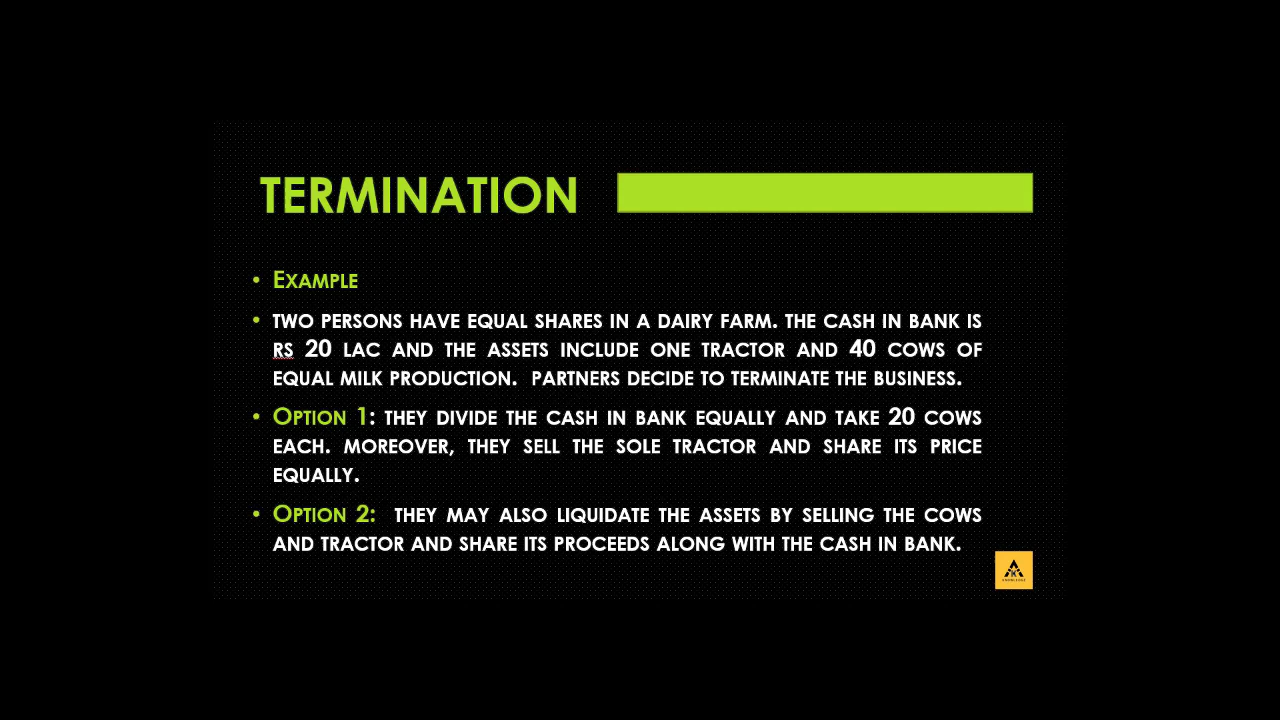 TERMINATION
• EXAMPLE
• TWO PERSONS HAVE EQUAL SHARES IN A DAIRY FARM. THE CASH IN BANK IS
RS 20 LAC AND THE ASSETS INCLUDE ONE TRACTOR AND 40 COWS OF
EQUAL MILK PRODUCTION. PARTNERS DECIDE TO TERMINATE THE BUSINESS.
• OPTION 1: THEY DIVIDE THE CASH IN BANK EQUALLY AND TAKE 20 COWS
EACH. MOREOVER, THEY SELL THE SOLE TRACTOR AND SHARE ITS PRICE
EQUALLY.
• OPTION 2: THEY MAY ALSO LIQUIDATE THE ASSETS BY SELLING THE COWS
AND TRACTOR AND SHARE ITS PROCEEDS ALONG WITH THE CASH IN BANK.